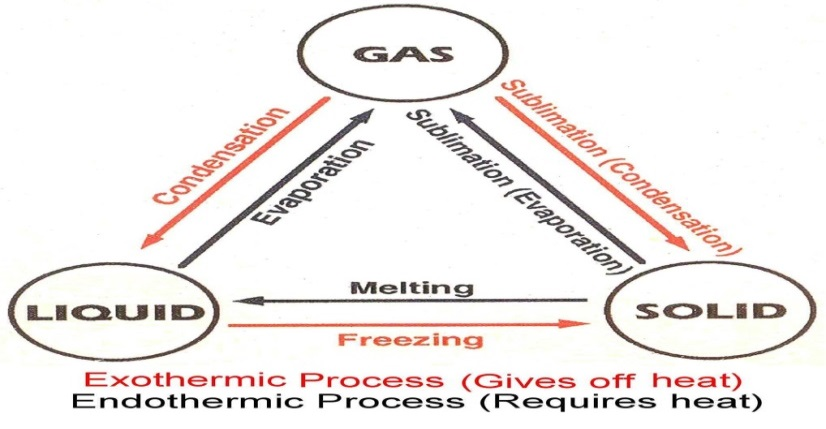 GAS
Condensation
Evaporation
Sublimation (Evaporation)
Sublimation (Condensation)
LIQUID
Melting
Freezing
SOLID
Exothermic Process (Gives off heat)
Endothermic Process (Requires heat)